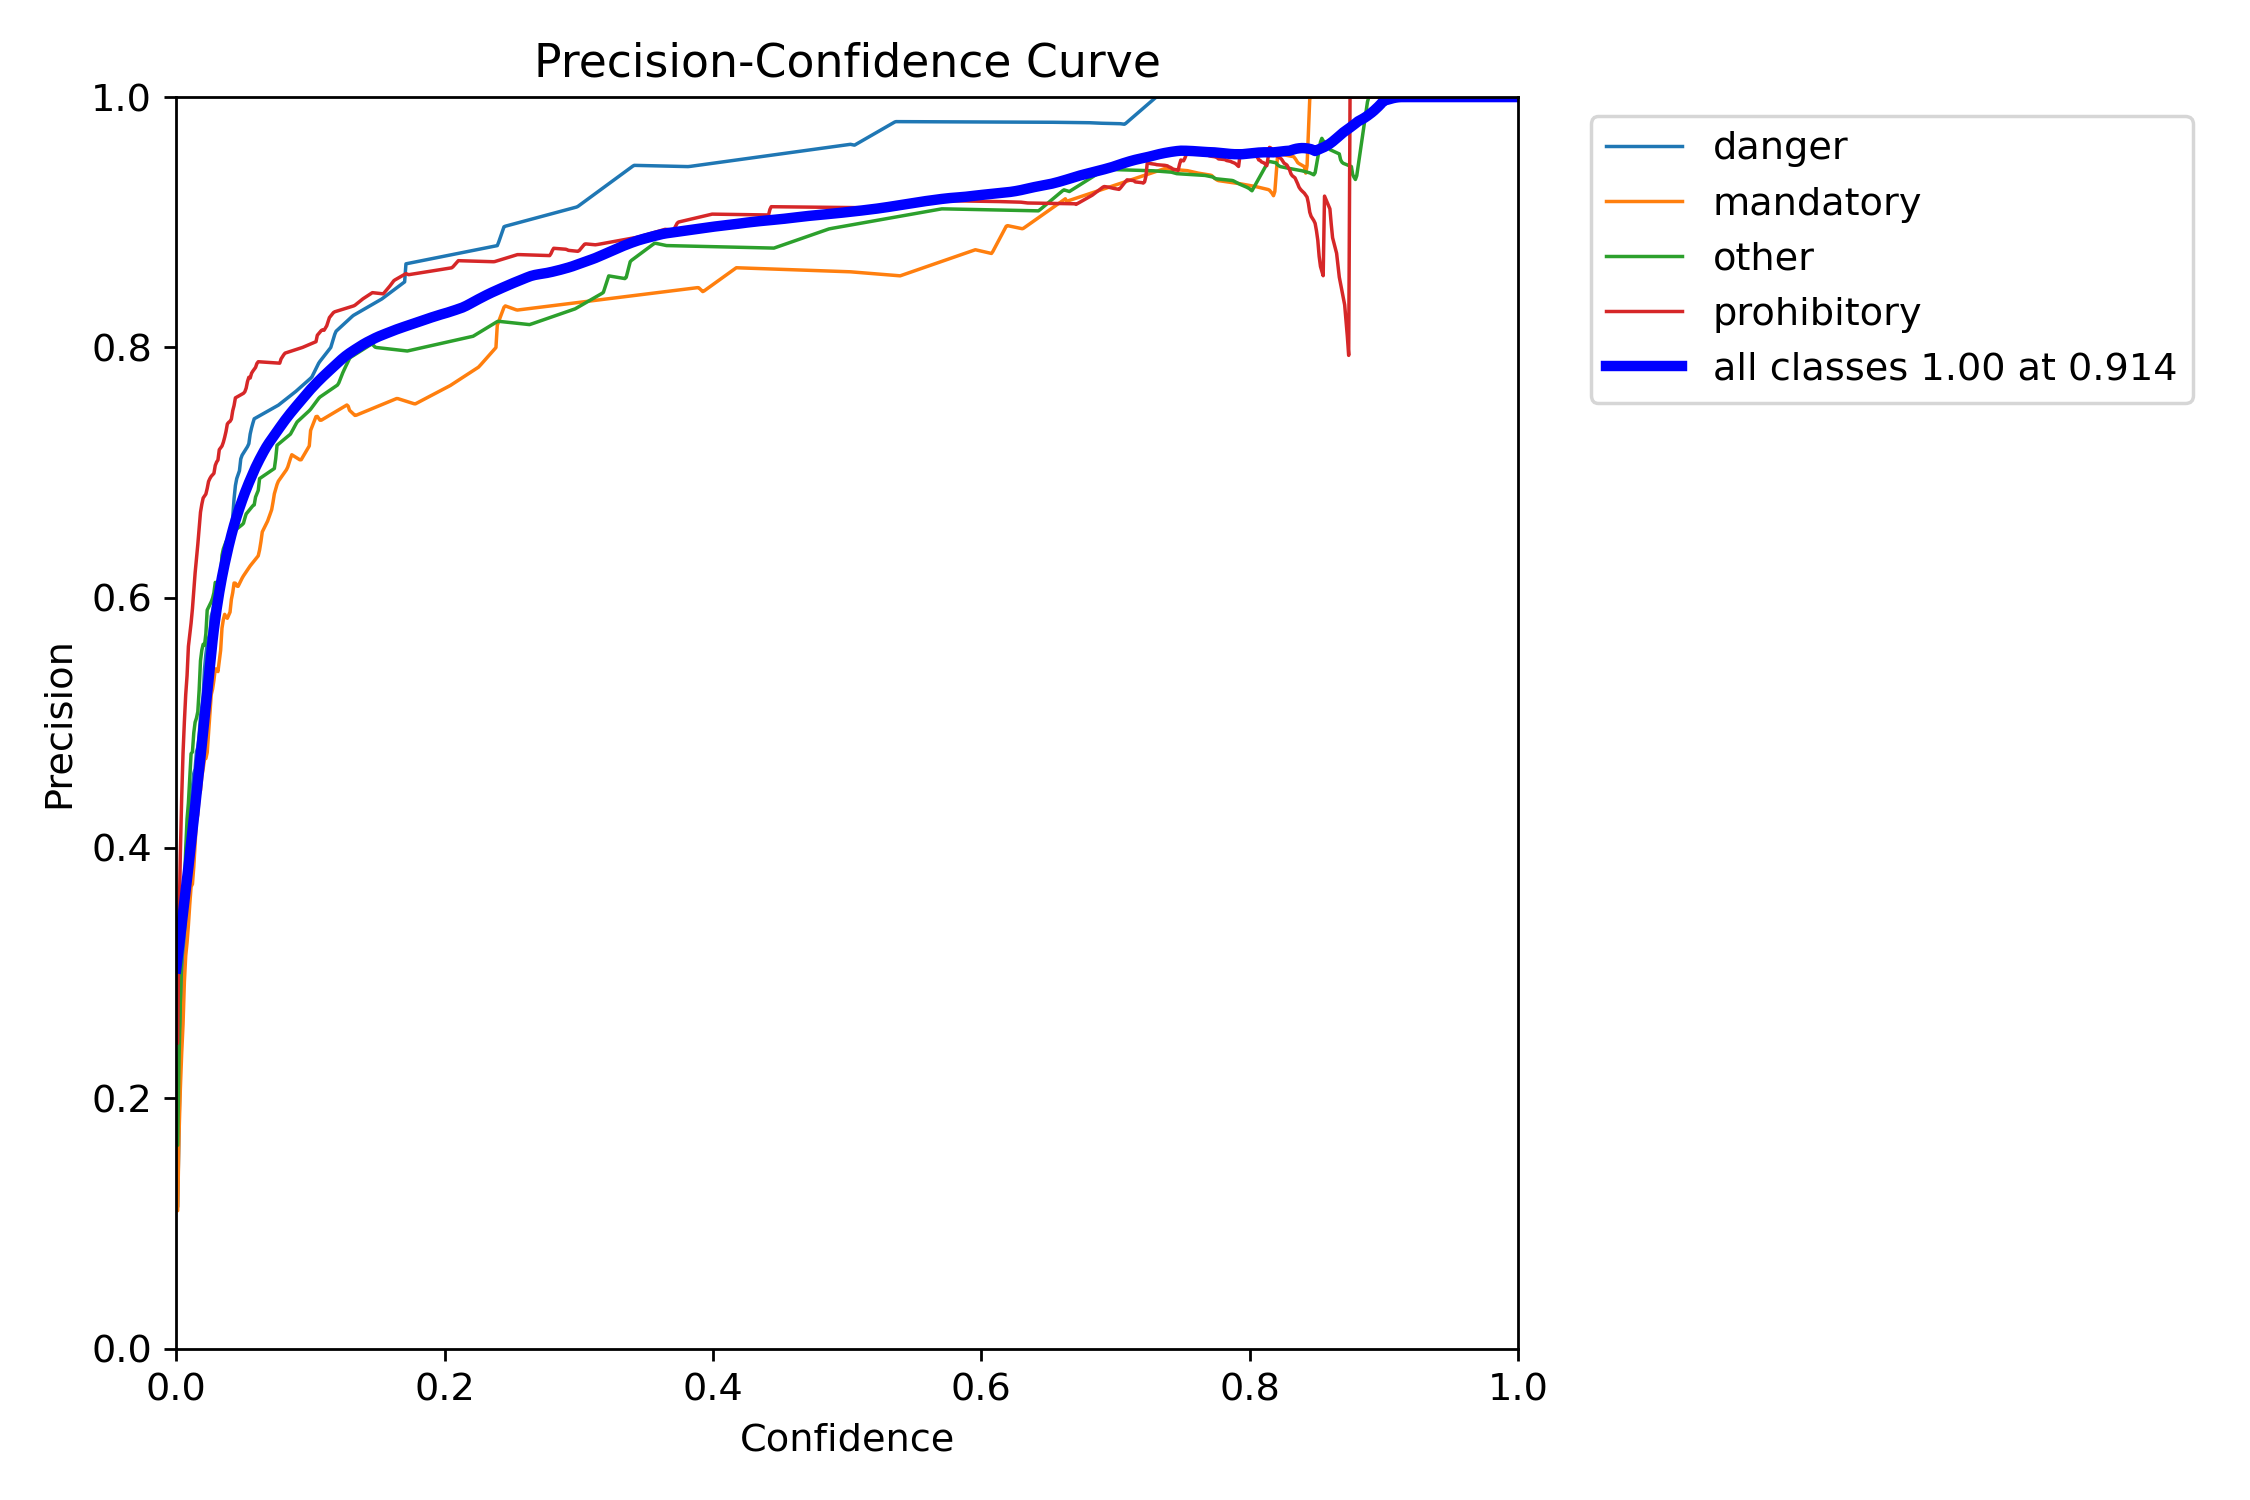 Precision-Confidence Curve
1.0
0.8
0.6
0.4
0.2
0.0
Precision
0.0 0.2 0.4 0.6 0.8 1.0
Confidence
danger
mandatory
other
prohibitory
all classes 1.00 at 0.914